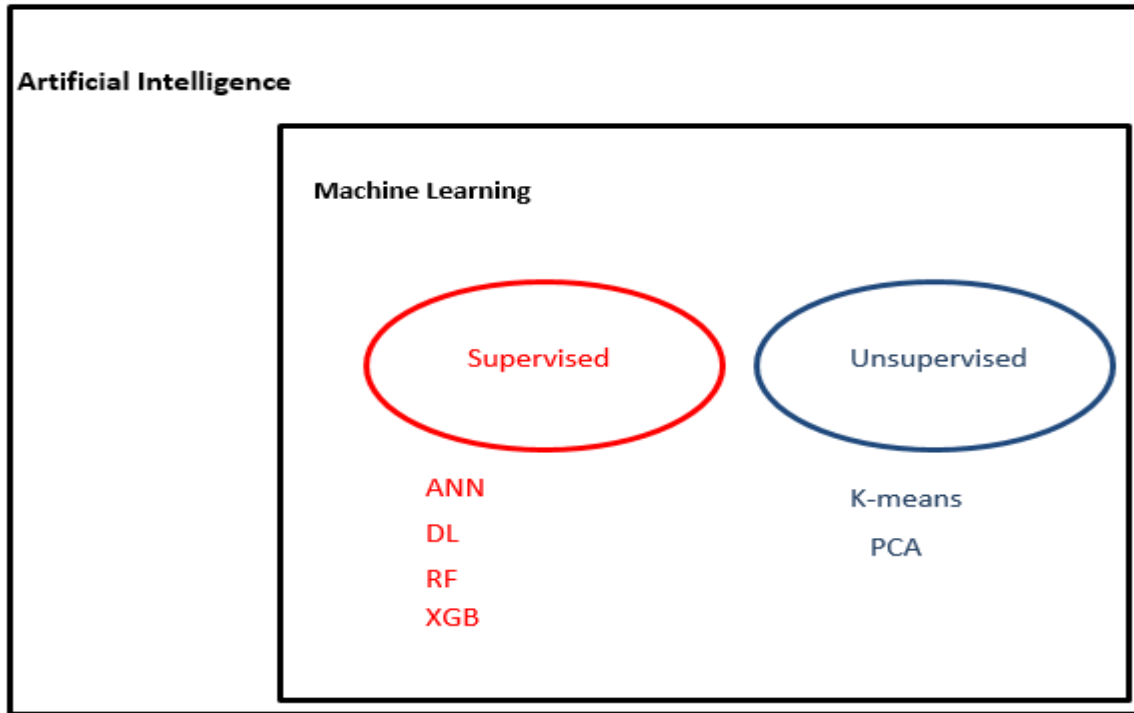 Artificial Intelligence
Machine Learning
Supervised
Unsupervised
ANN
DL
RF
XGB
K-means
PCA